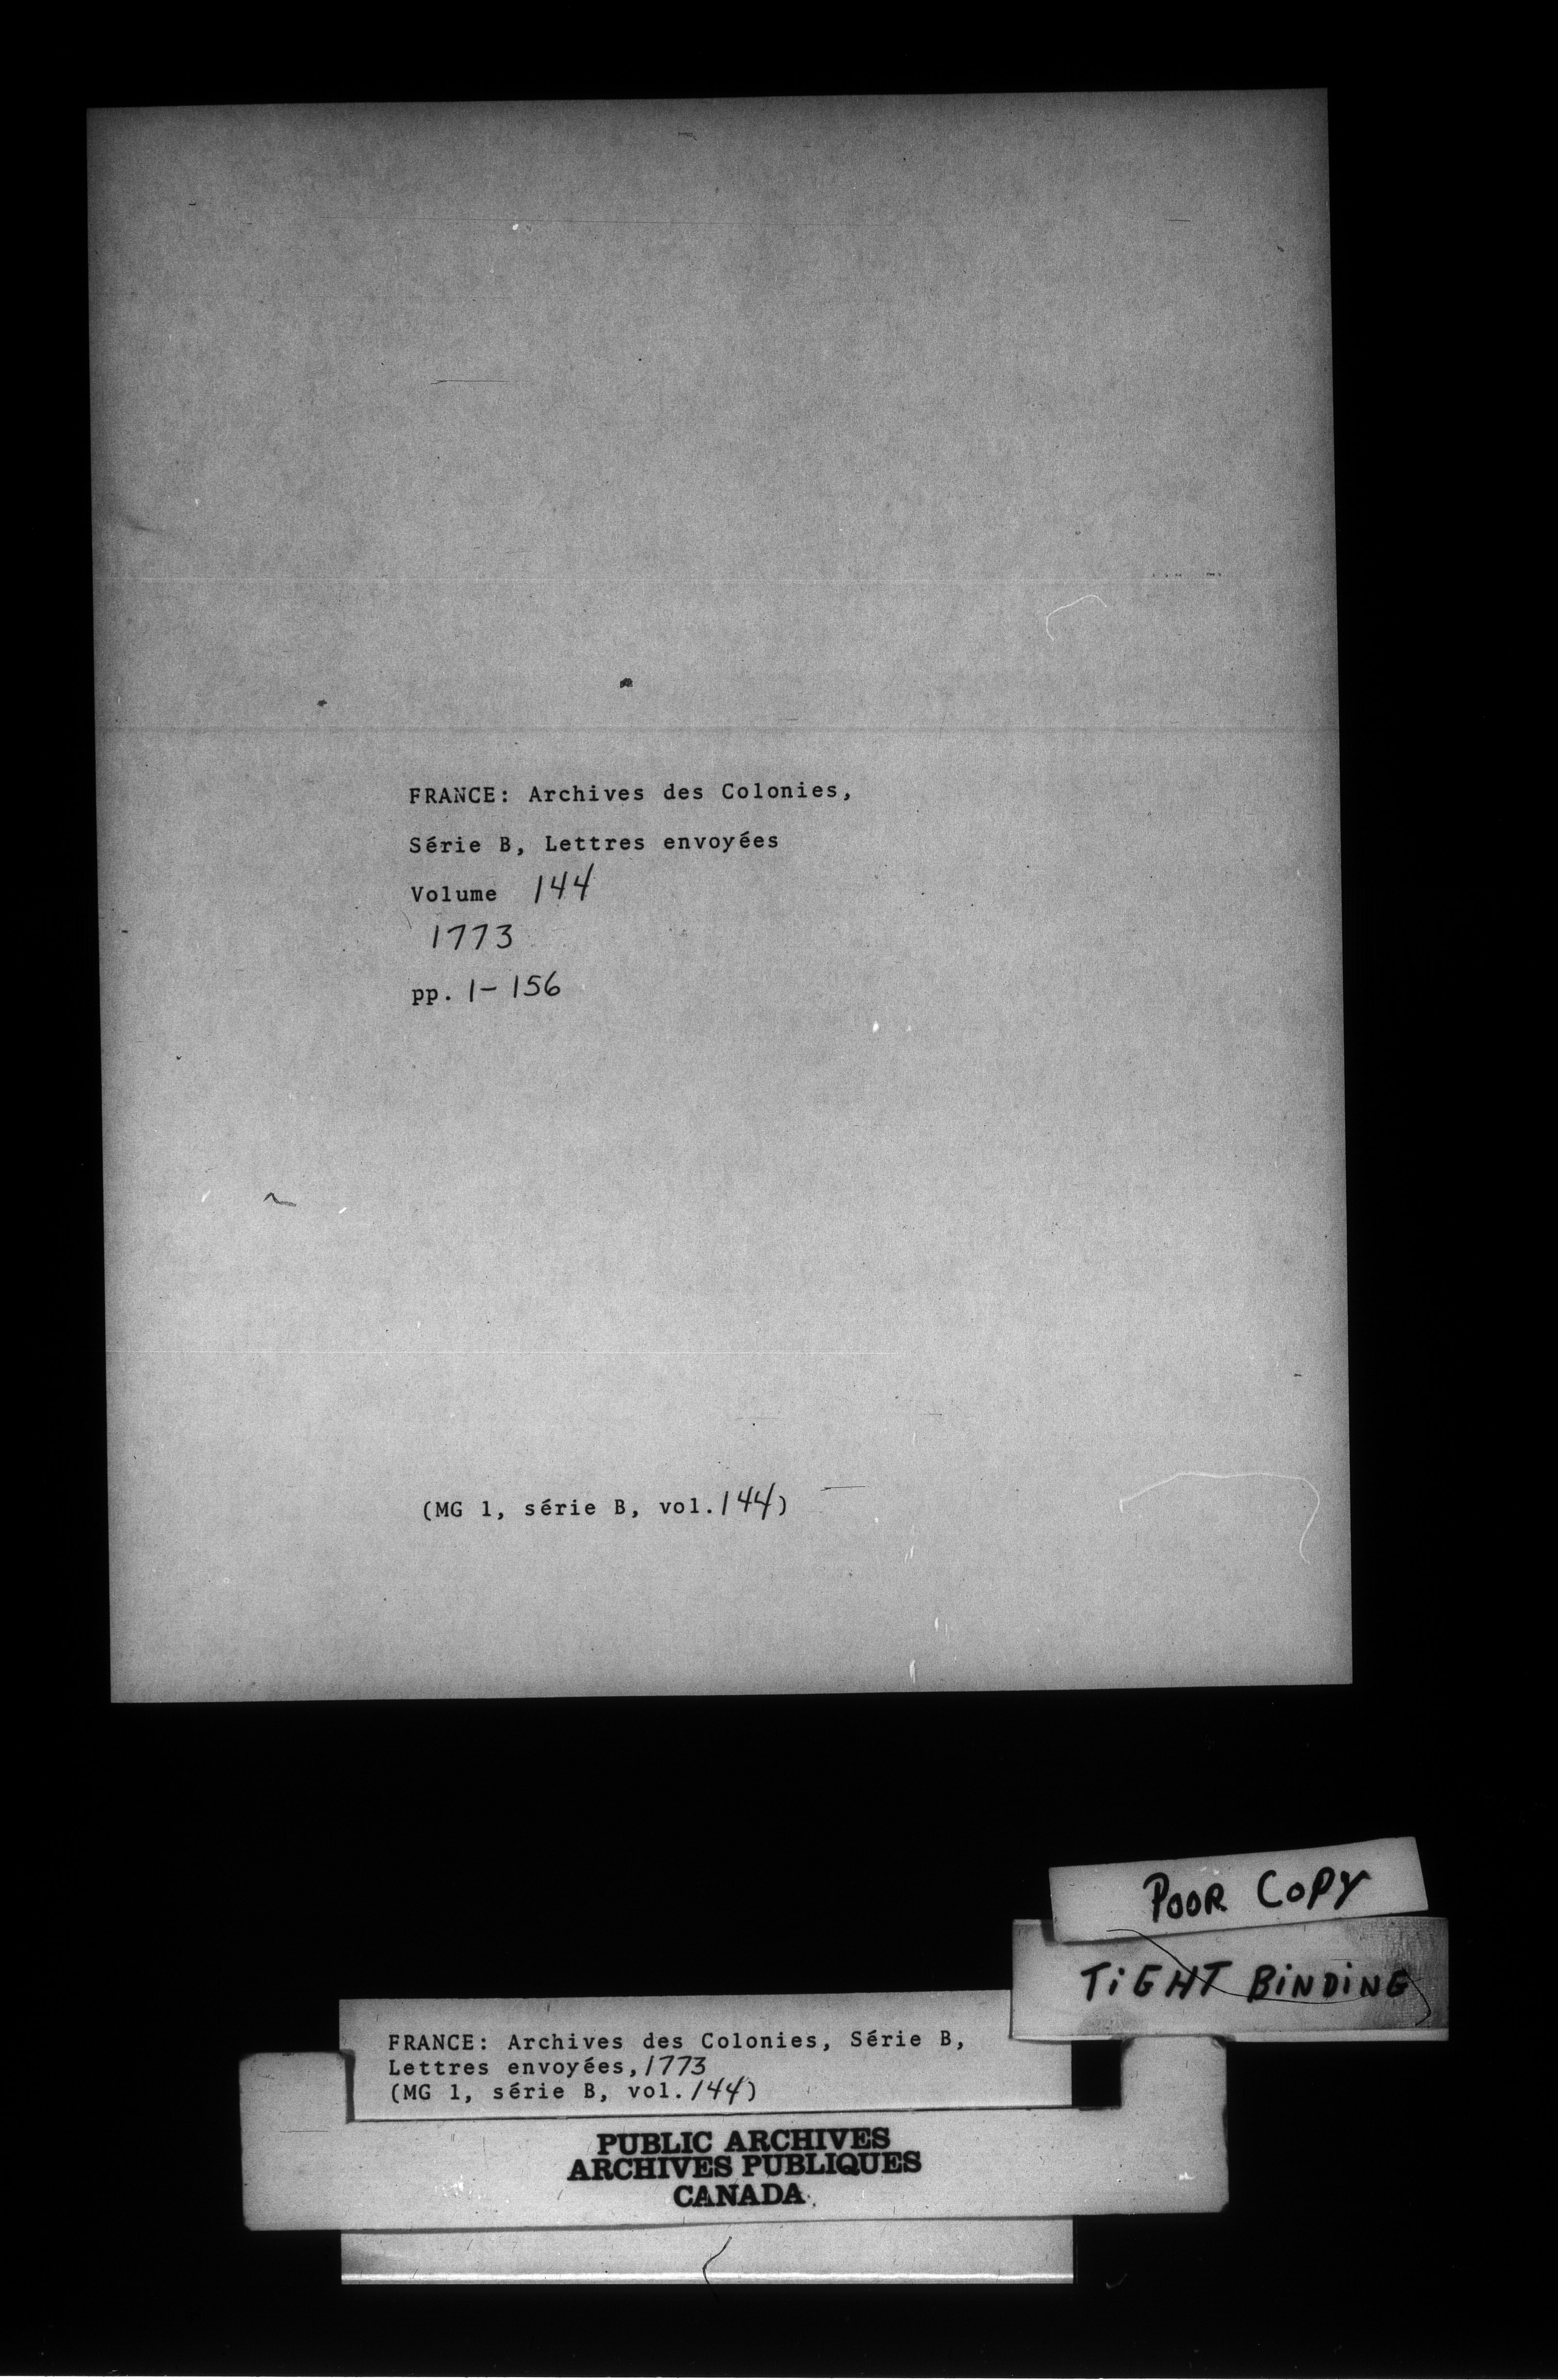 FRANCE: Archives des Colonies,
Série B, Lettres envoyées
Volume 144
1773
pp. 1-156
(MG 1, série B, vol. 144)
POOR COPY
TiGHT BiNDiNG
FRANCE: Archives des Colonies, Série B,
Lettres envoyées, 1773
(MG 1, série B, vol. 144)
PUBLIC ARCHIVES
ARCHIVES PUBLIQUES
CANADA